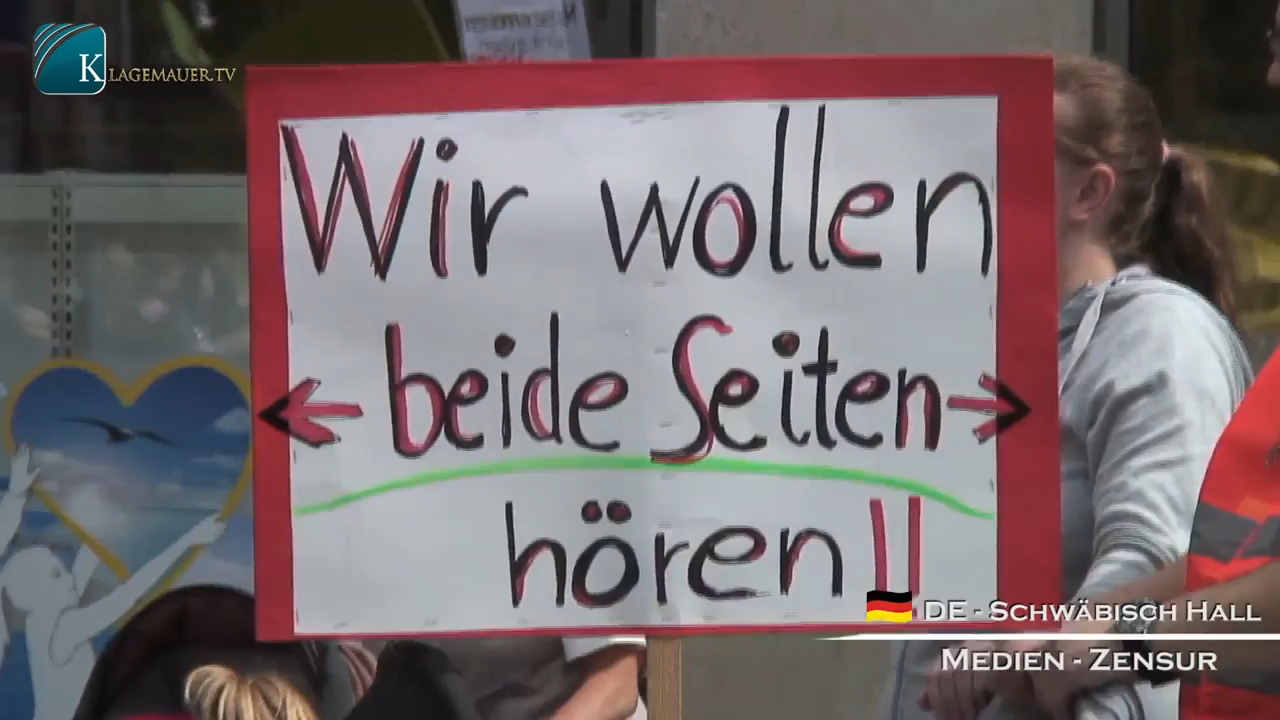 KLAGEMAUER.TV
Wir wollen
beide Seiten
hören!!
DE - SCHWÄBISCH HALL
MEDIEN - ZENSUR